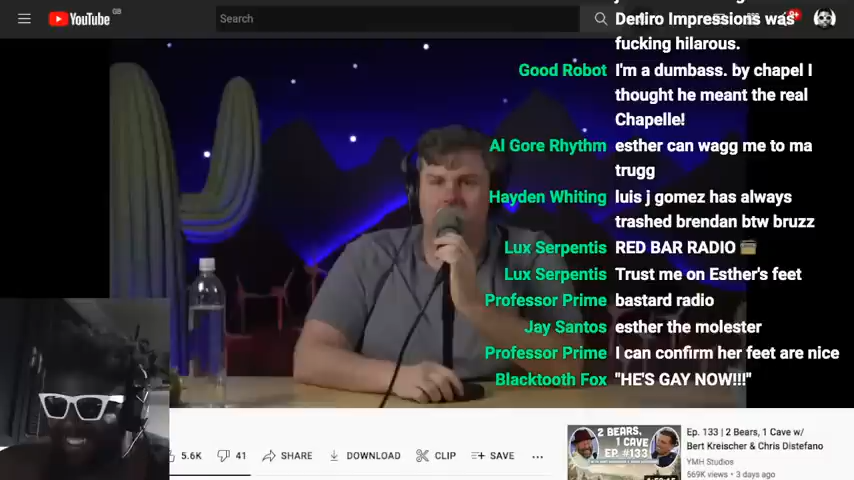 YouTube GB
Search
9+
Deniro Impressions was
fucking hilarous.
Good Robot I'm a dumbass. by chapel I
thought he meant the real
Chapelle!
Al Gore Rhythm esther can wagg me to ma
trugg
Hayden Whiting luis j gomez has always
trashed brendan btw bruzz
Lux Serpentis RED BAR RADIO
Lux Serpentis Trust me on Esther's feet
Professor Prime bastard radio
Jay Santos esther the molester
Professor Prime I can confirm her feet are nice
Blacktooth Fox "HE'S GAY NOW!!!"
5.6K 41 SHARE DOWNLOAD CLIP SAVE
2 BEARS,
1 CAVE
EP. #133
Ep. 133 | 2 Bears, 1 Cave w/
Bert Kreischer & Chris Distefano
YMH Studios
569K views • 3 days ago